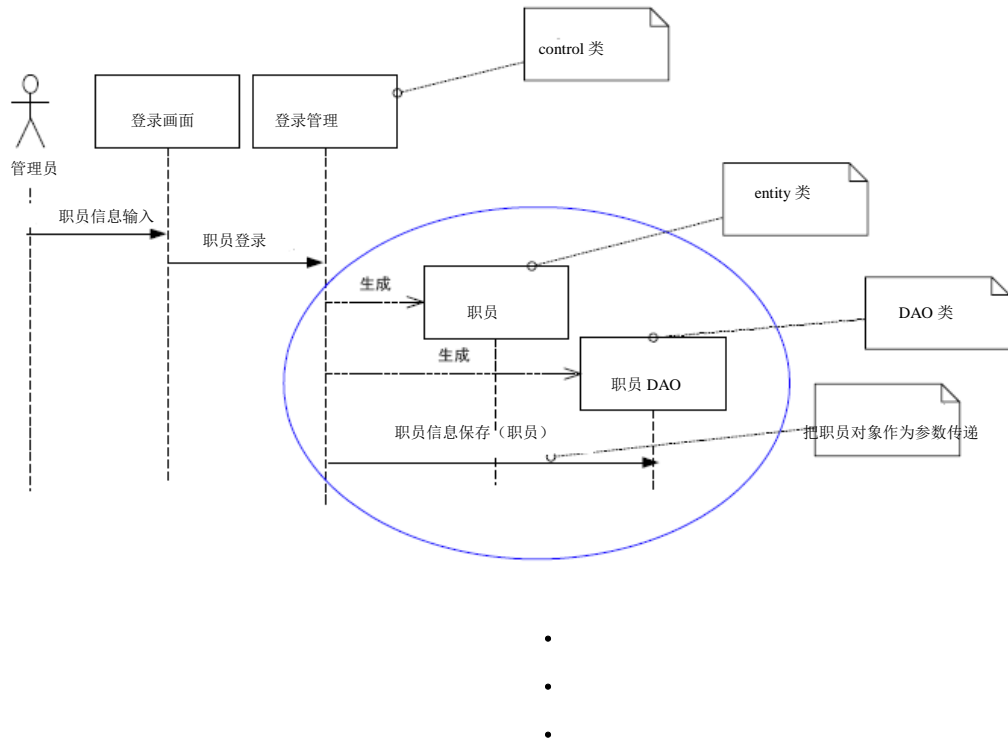 control 类
登录画面
登录管理
管理员
entity 类
职员信息输入
职员登录
生成
职员
DAO 类
生成
职员 DAO
职员信息保存（职员）
把职员对象作为参数传递